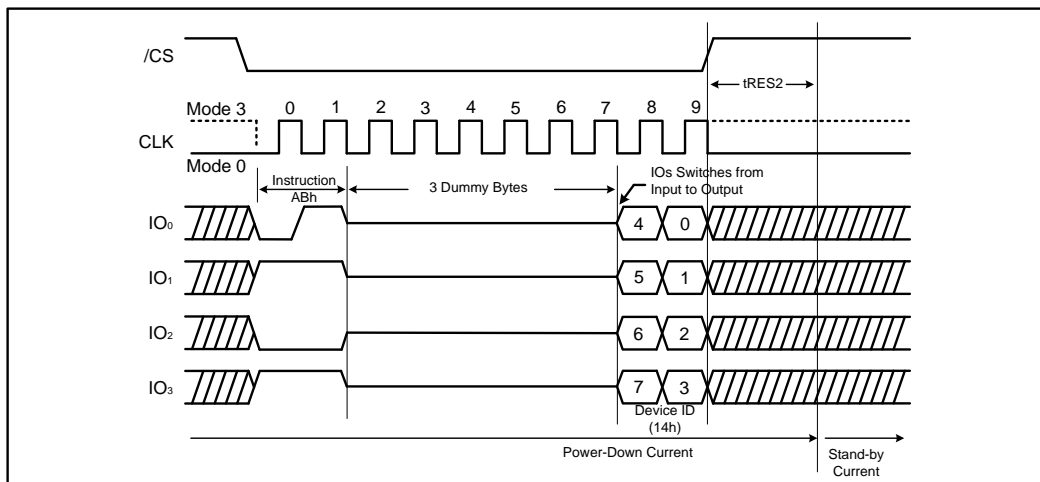 /CS
tRES2
Mode 3
0 1 2 3 4 5 6 7 8 9
CLK
Mode 0
Instruction
ABh
3 Dummy Bytes
IOs Switches from
Input to Output
IO₀
4 0
IO₁
5 1
IO₂
6 2
IO₃
7 3
Device ID
(14h)
Power-Down Current
Stand-by
Current